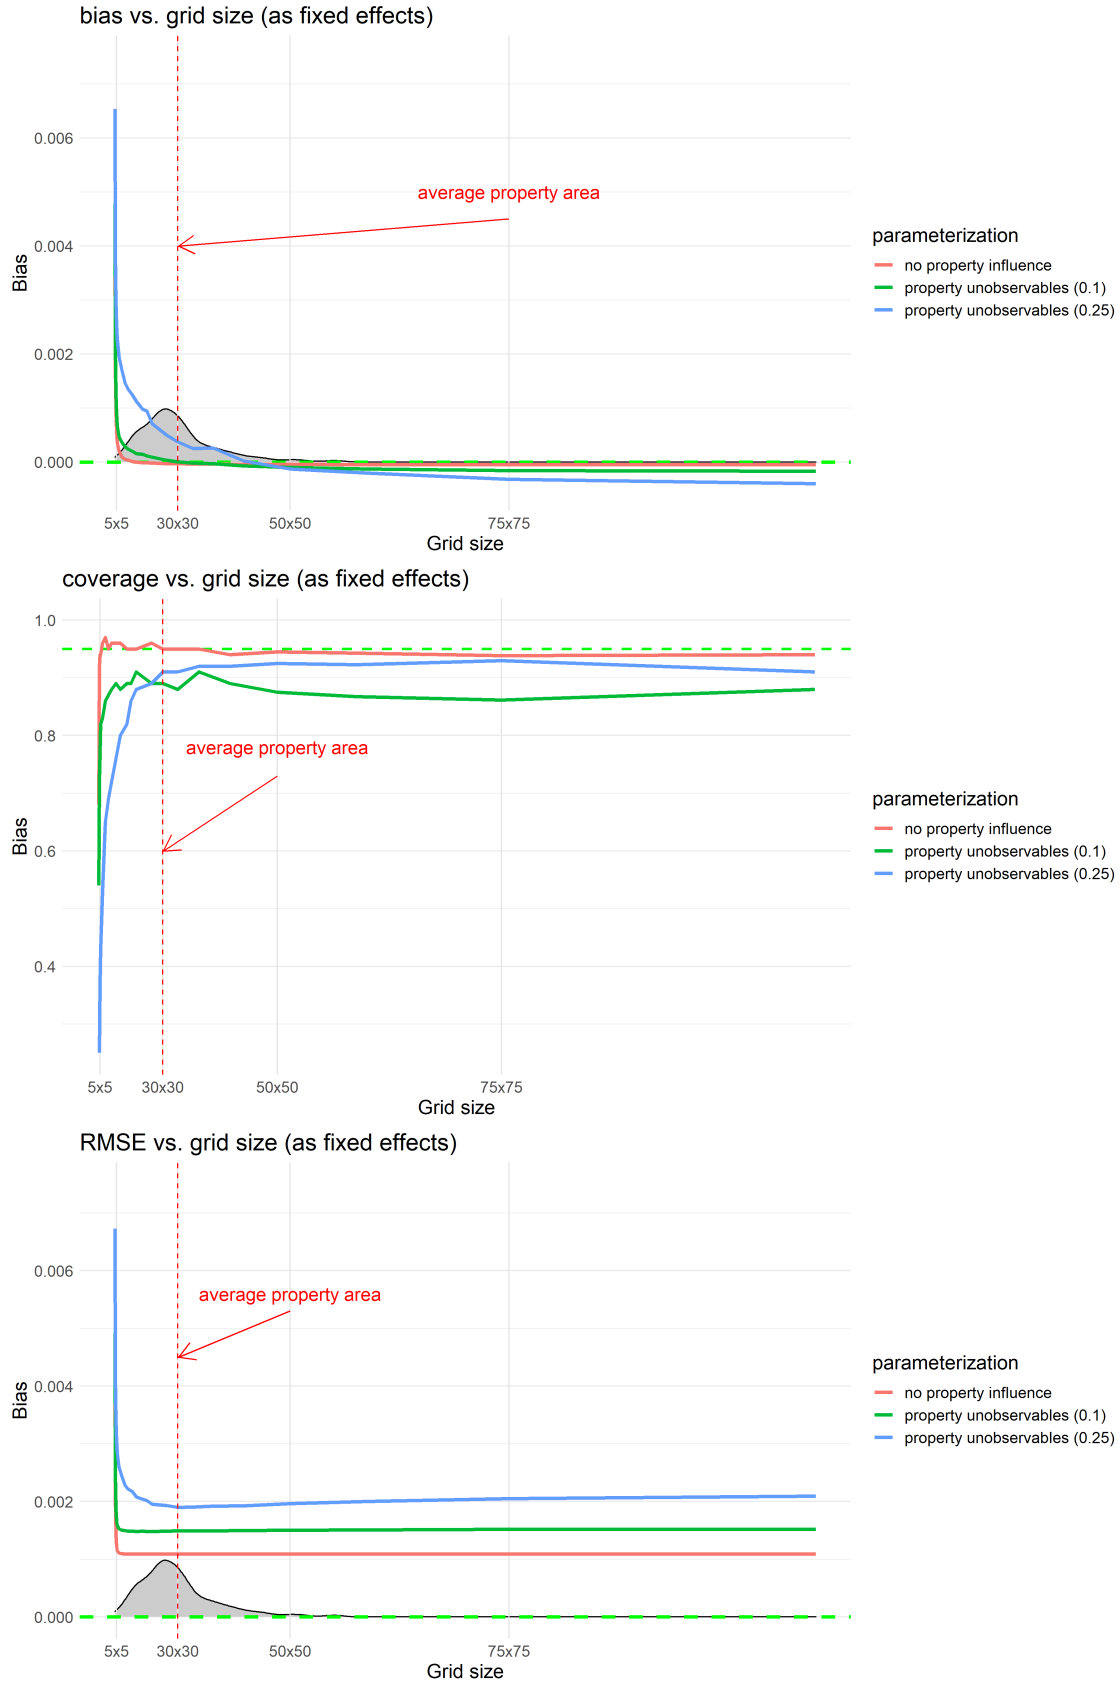 bias vs. grid size (as fixed effects)
0.006
0.004
0.002
0.000
Bias
average property area
5x5
30x30
50x50
75x75
Grid size
parameterization
no property influence
property unobservables (0.1)
property unobservables (0.25)
coverage vs. grid size (as fixed effects)
1.0
0.8
0.6
0.4
Bias
average property area
5x5
30x30
50x50
75x75
Grid size
parameterization
no property influence
property unobservables (0.1)
property unobservables (0.25)
RMSE vs. grid size (as fixed effects)
0.006
0.004
0.002
0.000
Bias
average property area
5x5
30x30
50x50
75x75
Grid size
parameterization
no property influence
property unobservables (0.1)
property unobservables (0.25)